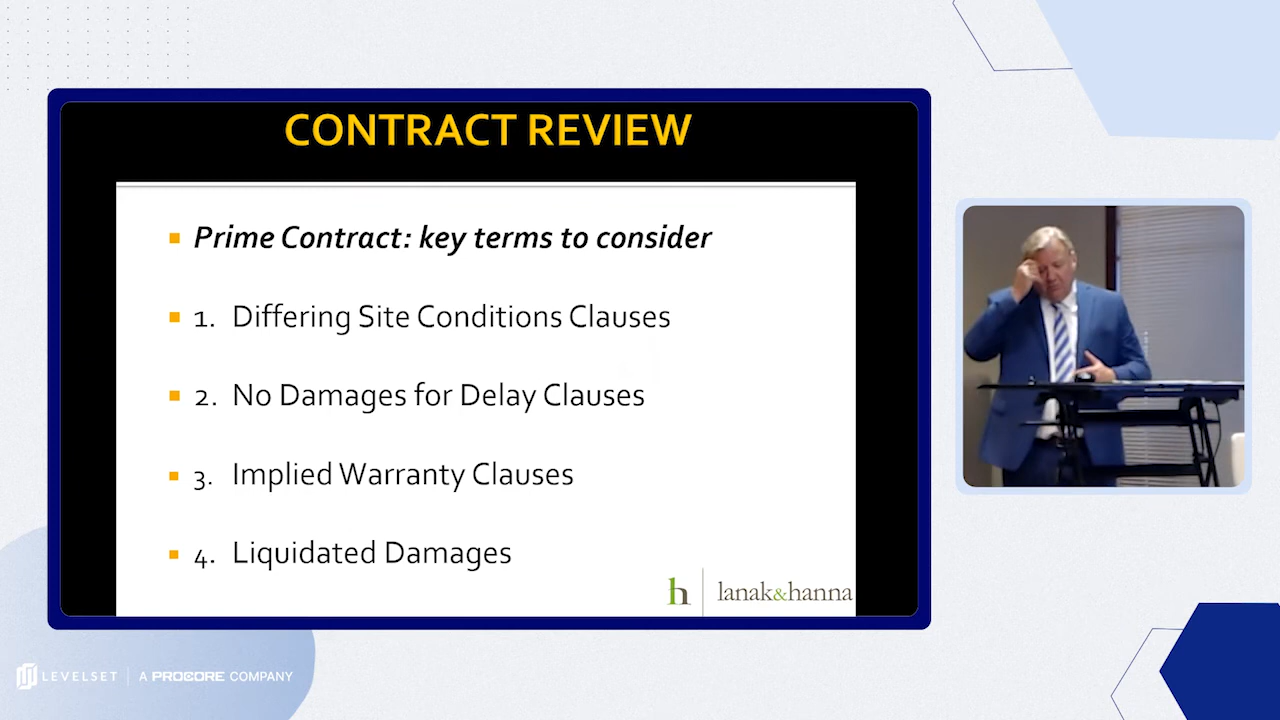 CONTRACT REVIEW
Prime Contract: key terms to consider
1. Differing Site Conditions Clauses
2. No Damages for Delay Clauses
3. Implied Warranty Clauses
4. Liquidated Damages
h lanak&hanna
LEVELSET A PROCORE COMPANY